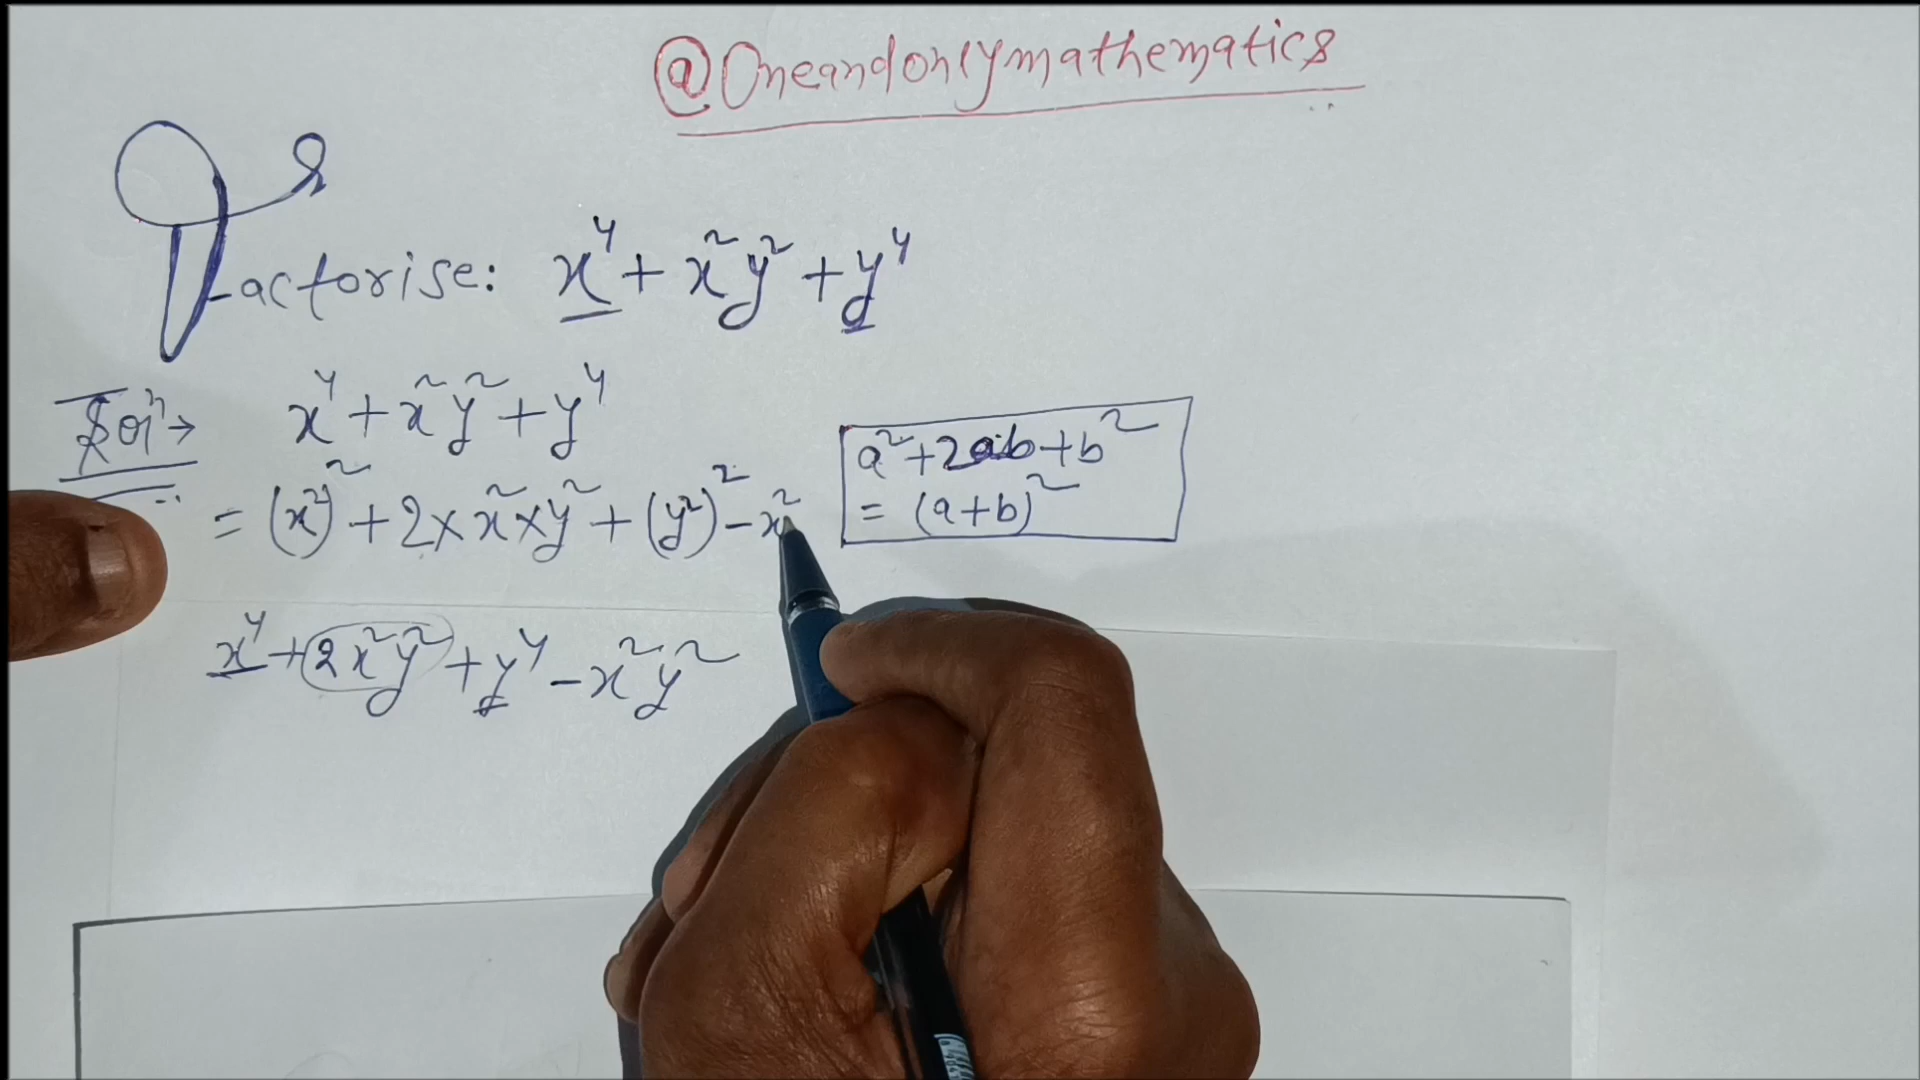 @Oneandonlymathematics
Factorise: x⁴ + x²y² + y⁴
Solⁿ→ x⁴ + x²y² + y⁴
= (x²)² + 2 × x² × y² + (y²)² - x²
a² + 2ab + b²
= (a+b)²
x⁴ + 2x²y² + y⁴ - x²y²